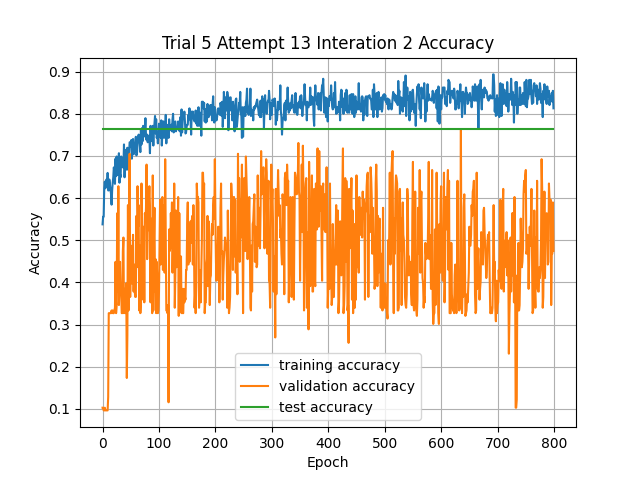 Trial 5 Attempt 13 Interation 2 Accuracy
0.9
0.8
0.7
0.6
0.5
0.4
0.3
0.2
0.1
Accuracy
training accuracy
validation accuracy
test accuracy
0 100 200 300 400 500 600 700 800
Epoch